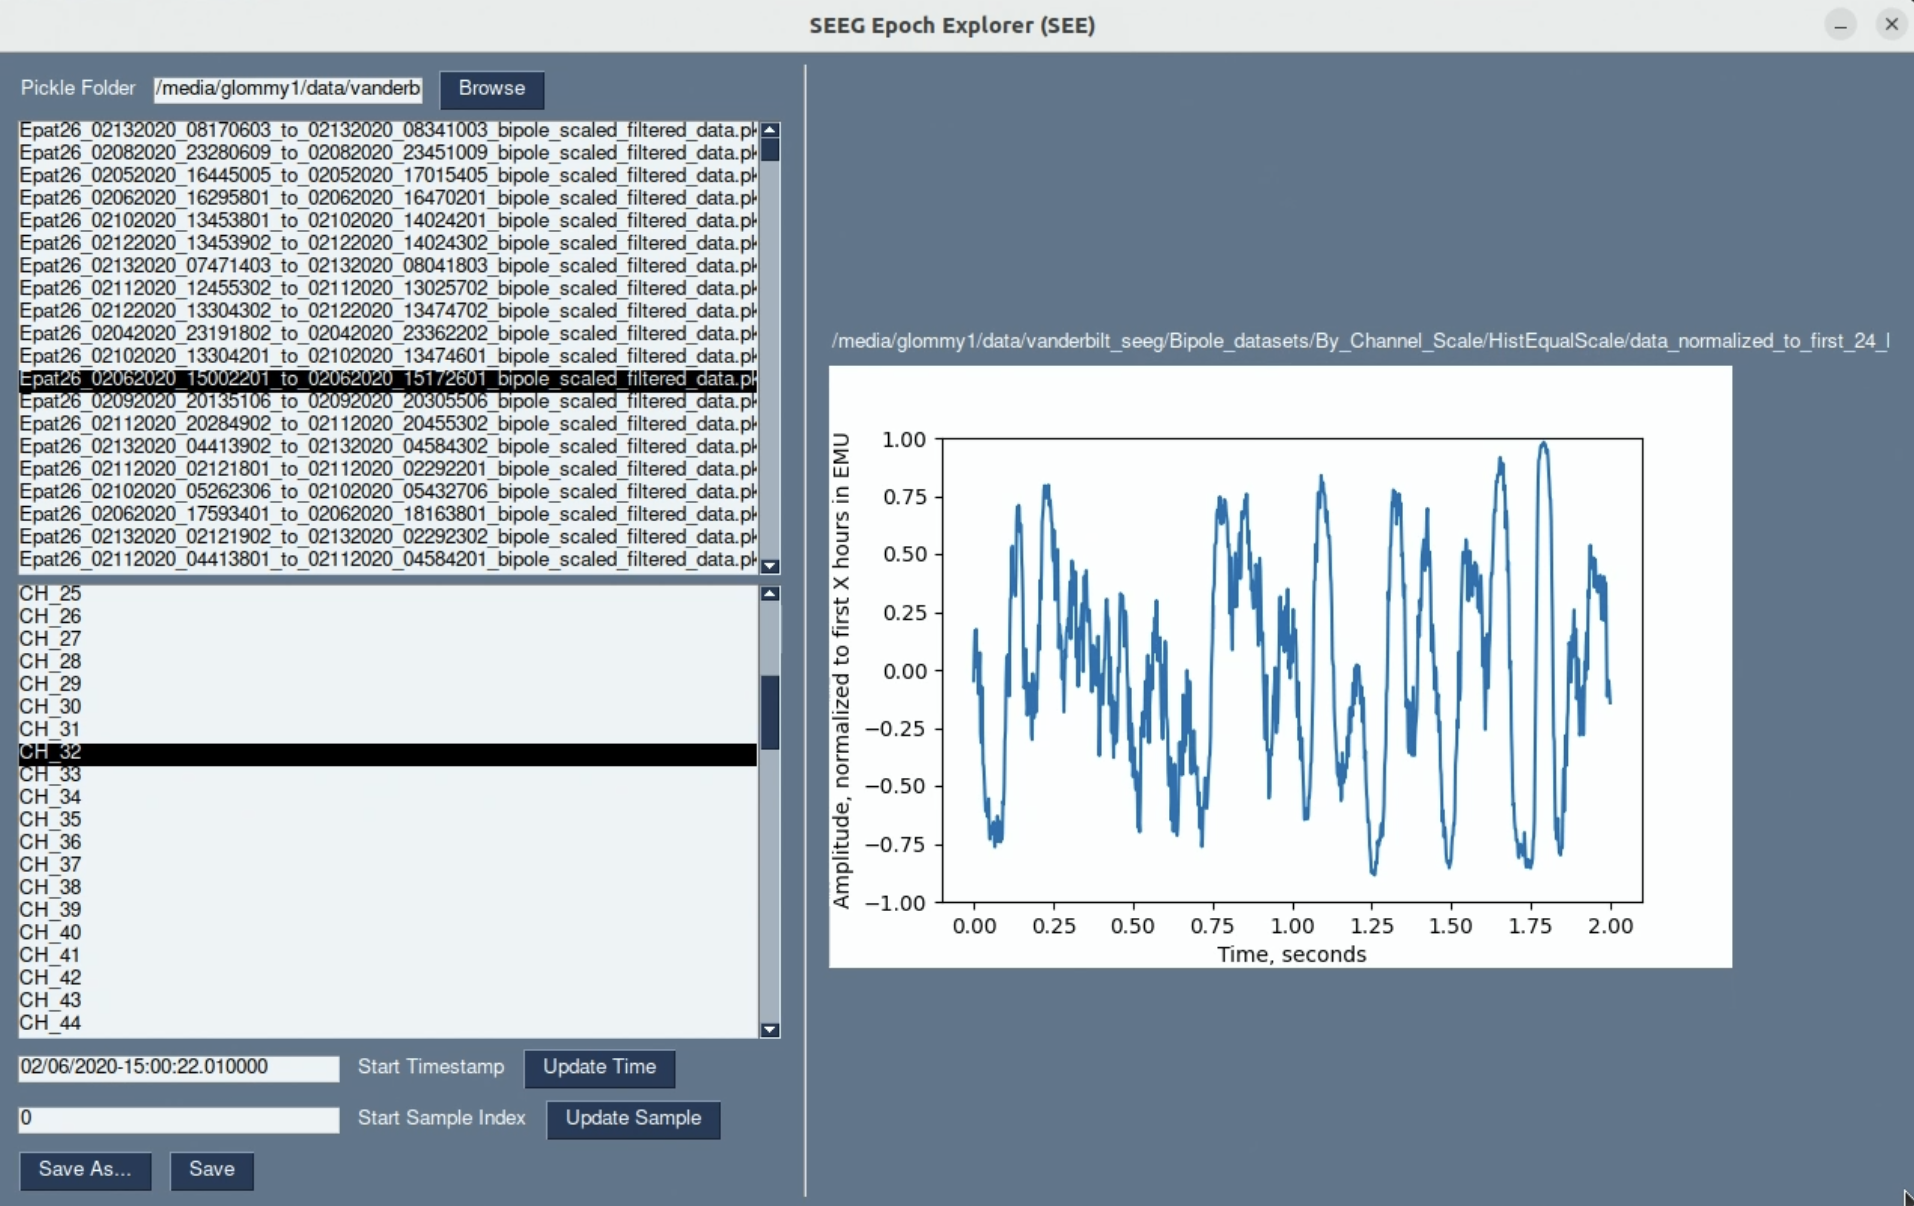 SEEG Epoch Explorer (SEE)
Pickle Folder /media/glommy1/data/vanderb Browse
Epat26_02132020_08170603_to_02132020_08341003_bipole_scaled_filtered_data.pk
Epat26_02082020_23280609_to_02082020_23451009_bipole_scaled_filtered_data.pk
Epat26_02052020_16445005_to_02052020_17015405_bipole_scaled_filtered_data.pk
Epat26_02062020_16295801_to_02062020_16470201_bipole_scaled_filtered_data.pk
Epat26_02102020_13453801_to_02102020_14024201_bipole_scaled_filtered_data.pk
Epat26_02122020_13453902_to_02122020_14024302_bipole_scaled_filtered_data.pk
Epat26_02132020_07471403_to_02132020_08041803_bipole_scaled_filtered_data.pk
Epat26_02112020_12455302_to_02112020_13025702_bipole_scaled_filtered_data.pk
Epat26_02122020_13304302_to_02122020_13474702_bipole_scaled_filtered_data.pk
Epat26_02042020_23191802_to_02042020_23362202_bipole_scaled_filtered_data.pk
Epat26_02102020_13304201_to_02102020_13474601_bipole_scaled_filtered_data.pk
Epat26_02062020_15002201_to_02062020_15172601_bipole_scaled_filtered_data.pk
Epat26_02092020_20135106_to_02092020_20305506_bipole_scaled_filtered_data.pk
Epat26_02112020_20284902_to_02112020_20455302_bipole_scaled_filtered_data.pk
Epat26_02132020_04413902_to_02132020_04584302_bipole_scaled_filtered_data.pk
Epat26_02112020_02121801_to_02112020_02292201_bipole_scaled_filtered_data.pk
Epat26_02102020_05262306_to_02102020_05432706_bipole_scaled_filtered_data.pk
Epat26_02062020_17593401_to_02062020_18163801_bipole_scaled_filtered_data.pk
Epat26_02132020_02121902_to_02132020_02292302_bipole_scaled_filtered_data.pk
Epat26_02112020_04413801_to_02112020_04584201_bipole_scaled_filtered_data.pk
CH_25
CH_26
CH_27
CH_28
CH_29
CH_30
CH_31
CH_32
CH_33
CH_34
CH_35
CH_36
CH_37
CH_38
CH_39
CH_40
CH_41
CH_42
CH_43
CH_44
02/06/2020-15:00:22.010000 Start Timestamp Update Time
0 Start Sample Index Update Sample
Save As... Save
/media/glommy1/data/vanderbilt_seeg/Bipole_datasets/By_Channel_Scale/HistEqualScale/data_normalized_to_first_24_
Amplitude, normalized to first X hours in EMU
1.00
0.75
0.50
0.25
0.00
−0.25
−0.50
−0.75
−1.00
0.00 0.25 0.50 0.75 1.00 1.25 1.50 1.75 2.00
Time, seconds